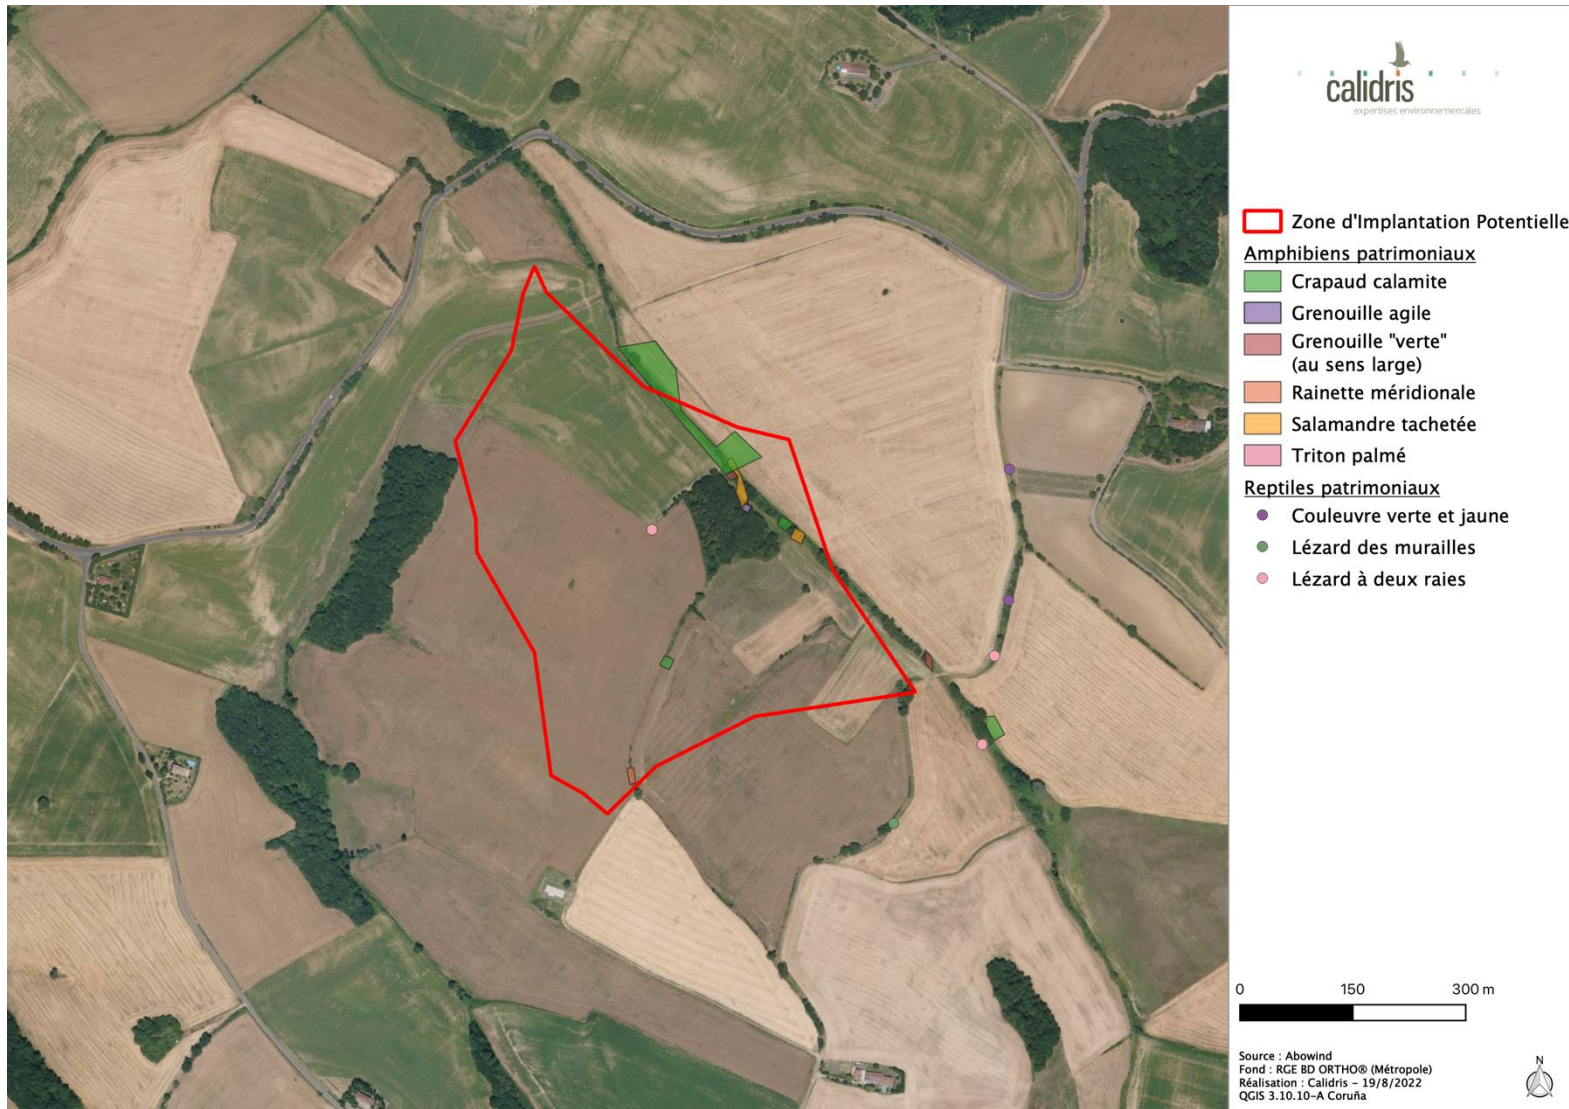 calidris
expertises environnementales
Zone d'Implantation Potentielle
Amphibiens patrimoniaux
Crapaud calamite
Grenouille agile
Grenouille "verte"
(au sens large)
Rainette méridionale
Salamandre tachetée
Triton palmé
Reptiles patrimoniaux
Couleuvre verte et jaune
Lézard des murailles
Lézard à deux raies
0 150 300 m
Source : Abowind
Fond : RGE BD ORTHO® (Métropole)
Réalisation : Calidris - 19/8/2022
QGIS 3.10.10-A Coruña
N